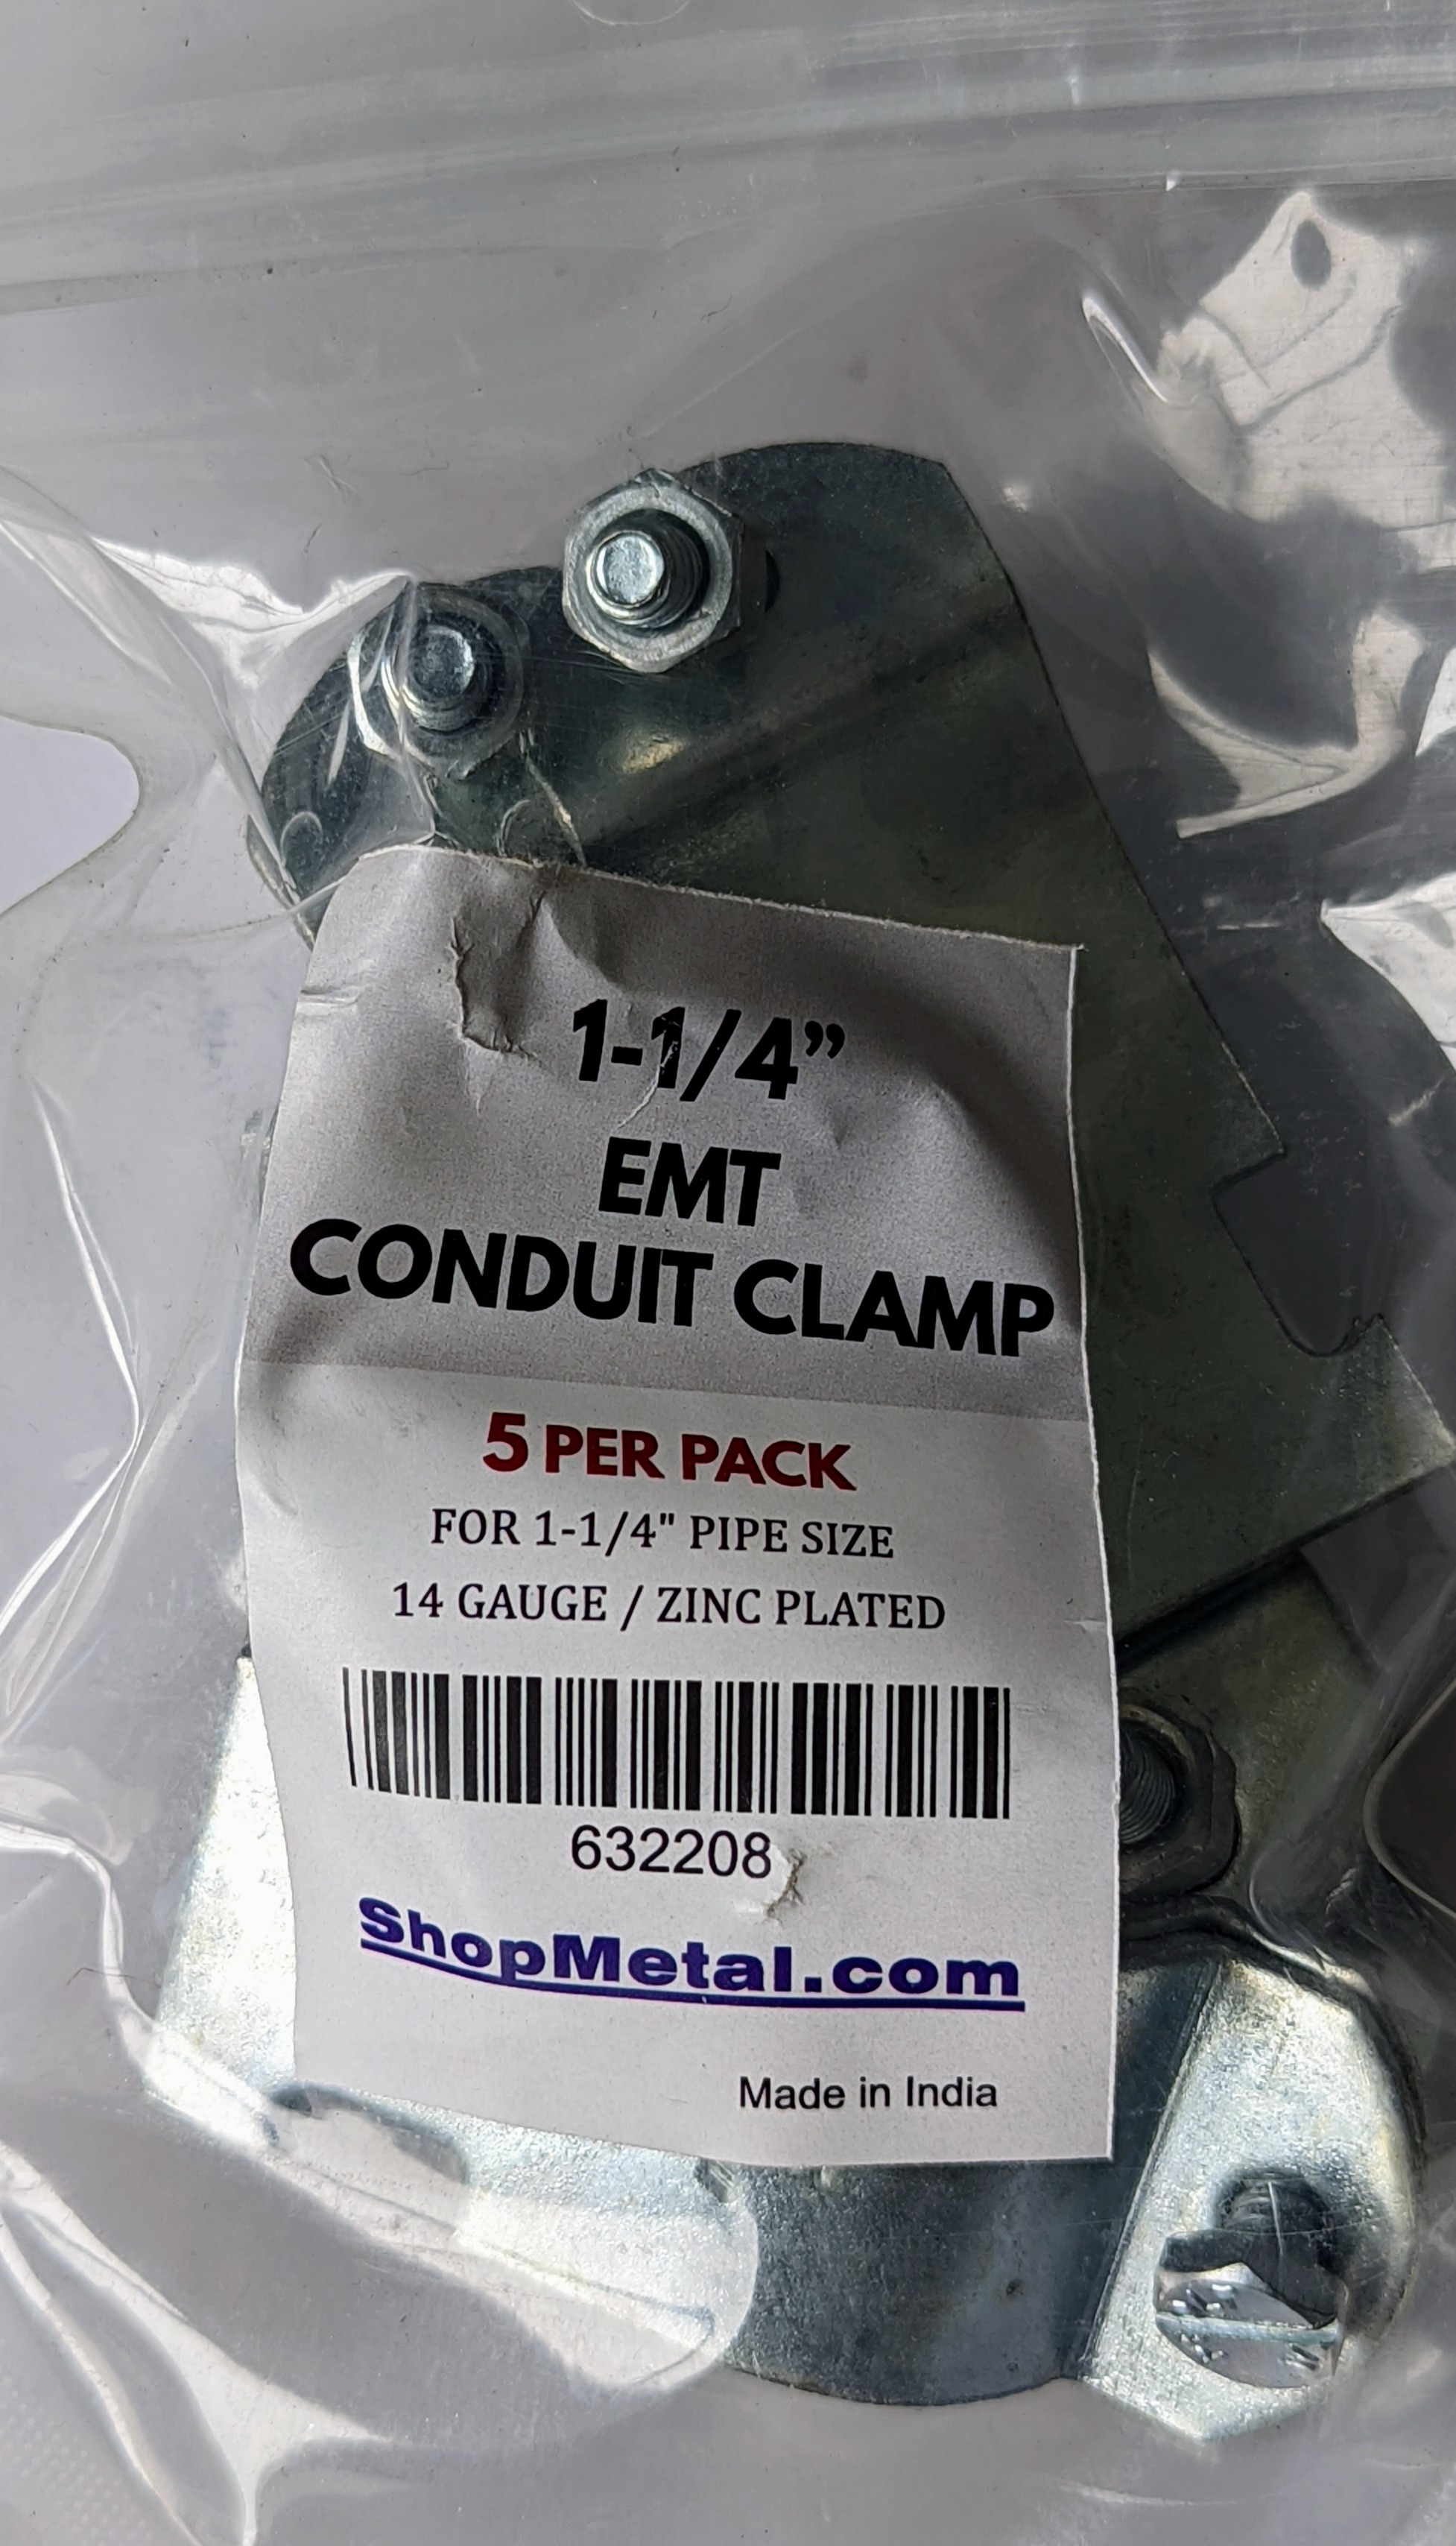 1-1/4”
EMT
CONDUIT CLAMP
5 PER PACK
FOR 1-1/4" PIPE SIZE
14 GAUGE / ZINC PLATED
632208
ShopMetal.com
Made in India